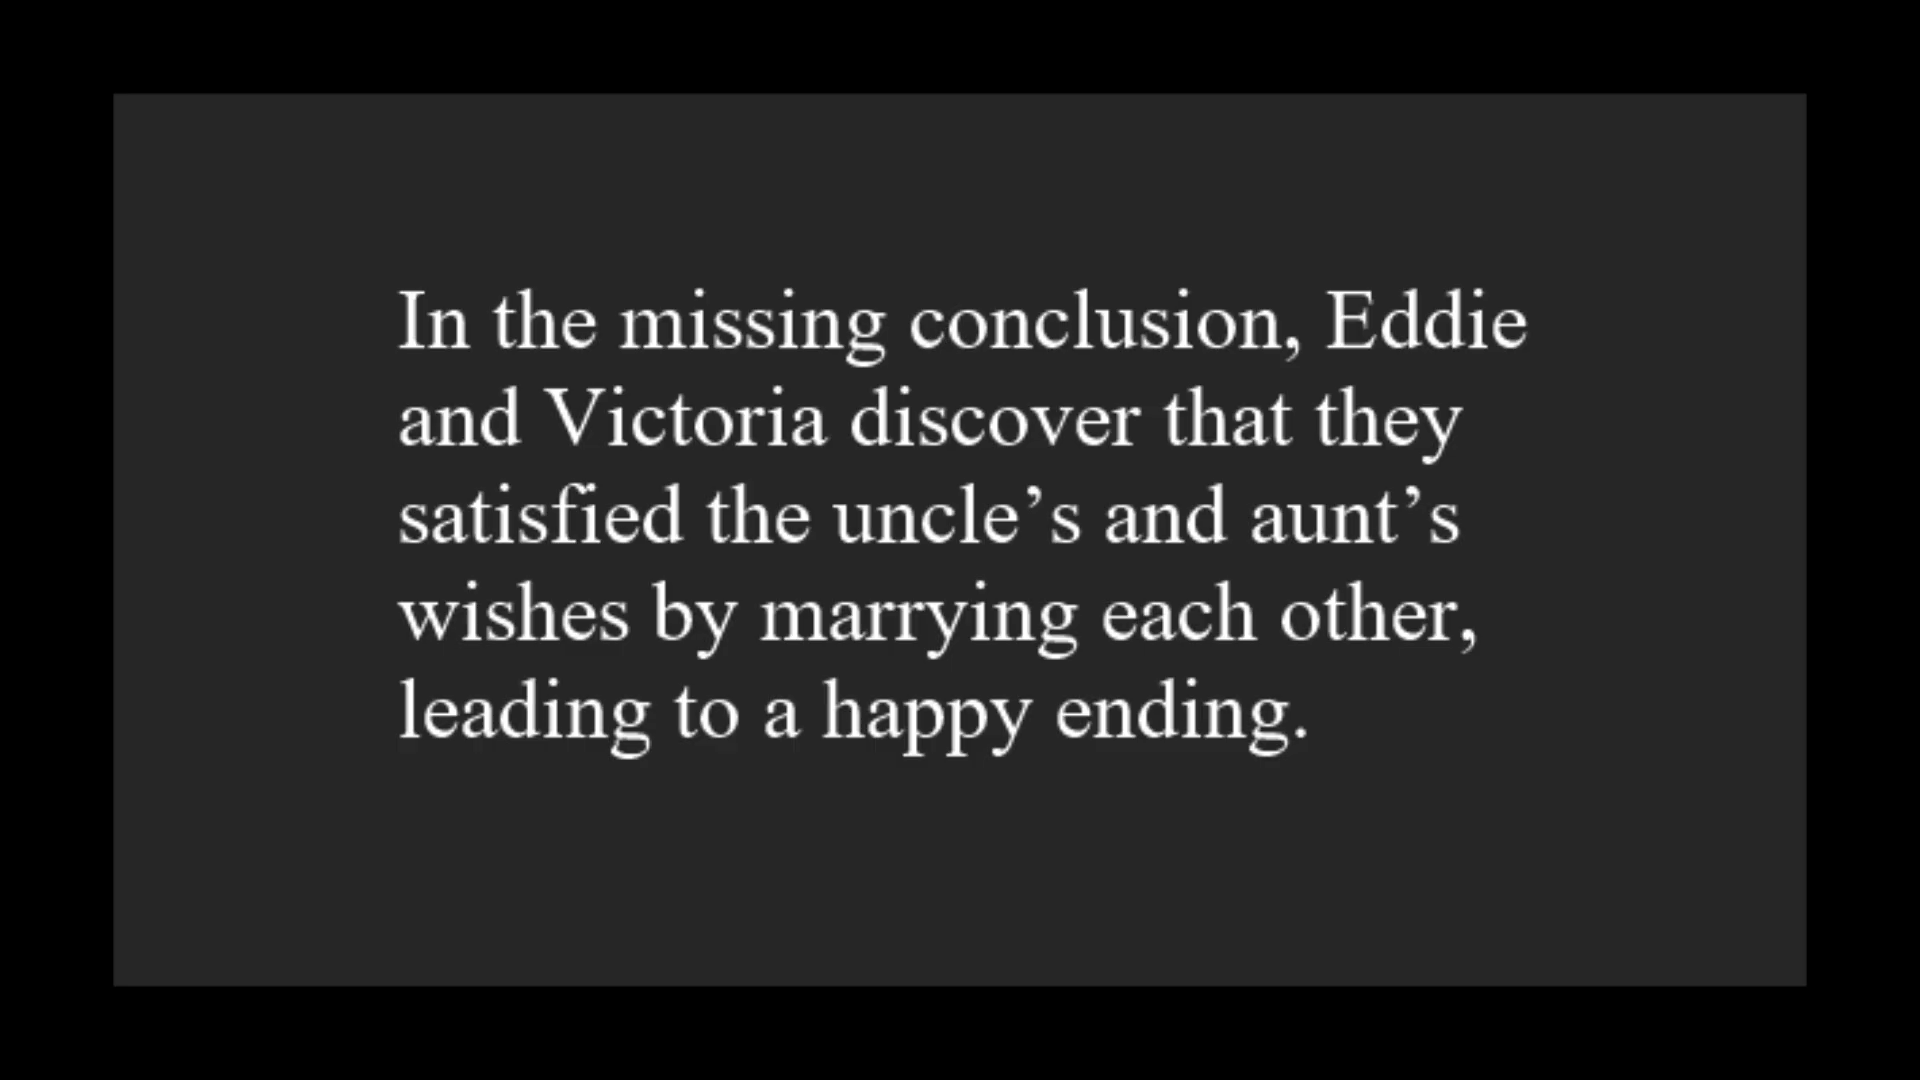 In the missing conclusion, Eddie
and Victoria discover that they
satisfied the uncle’s and aunt’s
wishes by marrying each other,
leading to a happy ending.